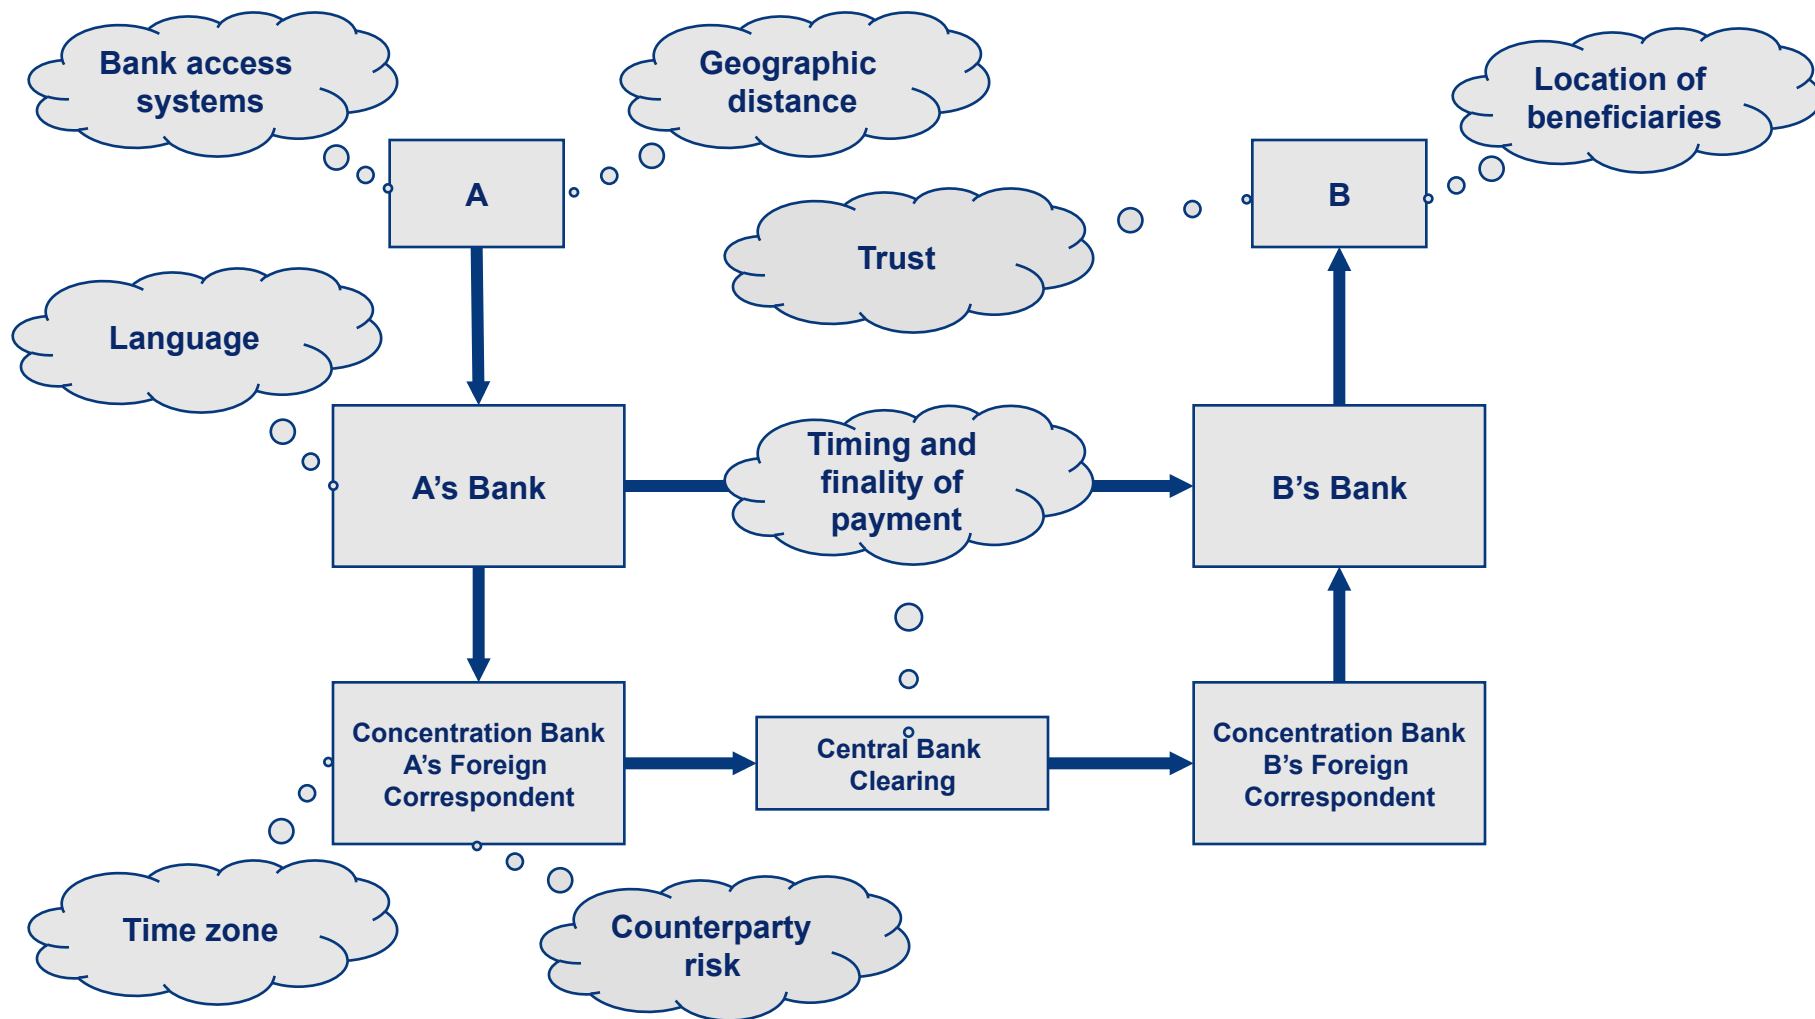 Bank access
systems
Geographic
distance
Location of
beneficiaries
A
B
Trust
Language
A’s Bank
Timing and
finality of
payment
B’s Bank
Concentration Bank
A’s Foreign
Correspondent
Central Bank
Clearing
Concentration Bank
B’s Foreign
Correspondent
Time zone
Counterparty
risk